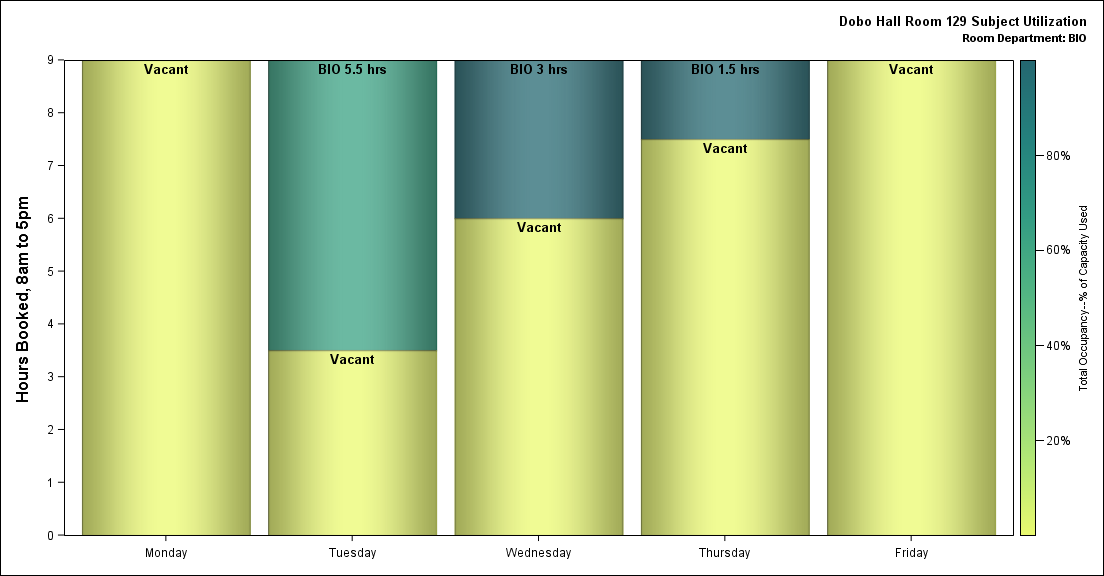 Dobo Hall Room 129 Subject Utilization
Room Department: BIO
Hours Booked, 8am to 5pm
9
8
7
6
5
4
3
2
1
0
Vacant
BIO 5.5 hrs
BIO 3 hrs
BIO 1.5 hrs
Vacant
Vacant
Vacant
Vacant
Monday
Tuesday
Wednesday
Thursday
Friday
80%
60%
40%
20%
Total Occupancy--% of Capacity Used